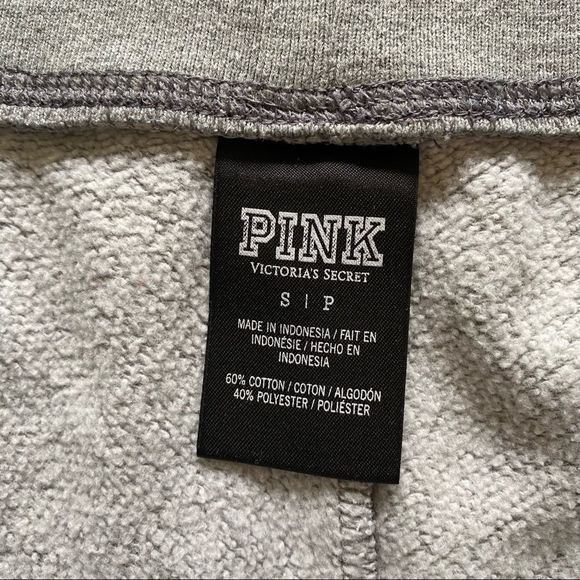 PINK
VICTORIA'S SECRET
S | P
MADE IN INDONESIA / FAIT EN
INDONÉSIE / HECHO EN
INDONESIA
60% COTTON / COTON / ALGODÓN
40% POLYESTER / POLIÉSTER